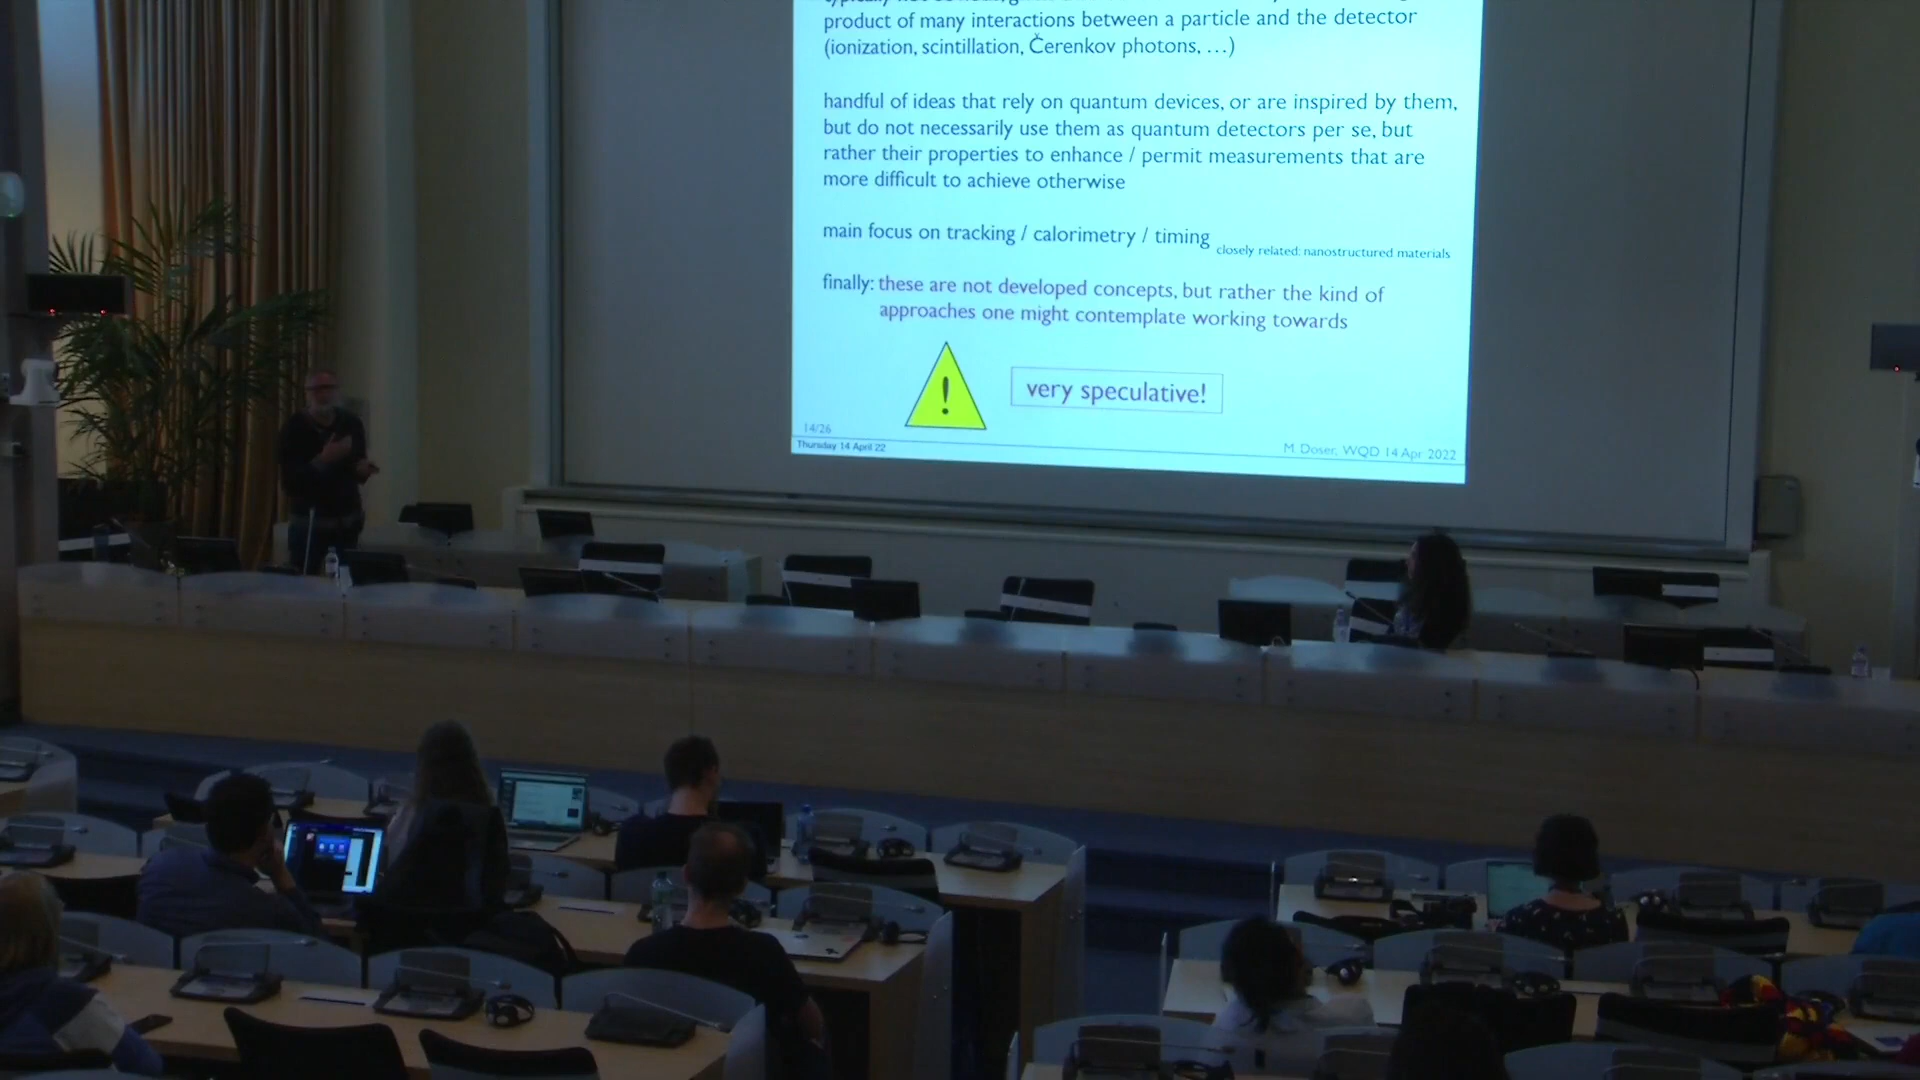 product of many interactions between a particle and the detector
(ionization, scintillation, Čerenkov photons, …)
handful of ideas that rely on quantum devices, or are inspired by them,
but do not necessarily use them as quantum detectors per se, but
rather their properties to enhance / permit measurements that are
more difficult to achieve otherwise
main focus on tracking / calorimetry / timing closely related: nanostructured materials
finally: these are not developed concepts, but rather the kind of
approaches one might contemplate working towards
!
very speculative!
14/26
Thursday 14 April 22
M. Doser, WQD 14 Apr 2022